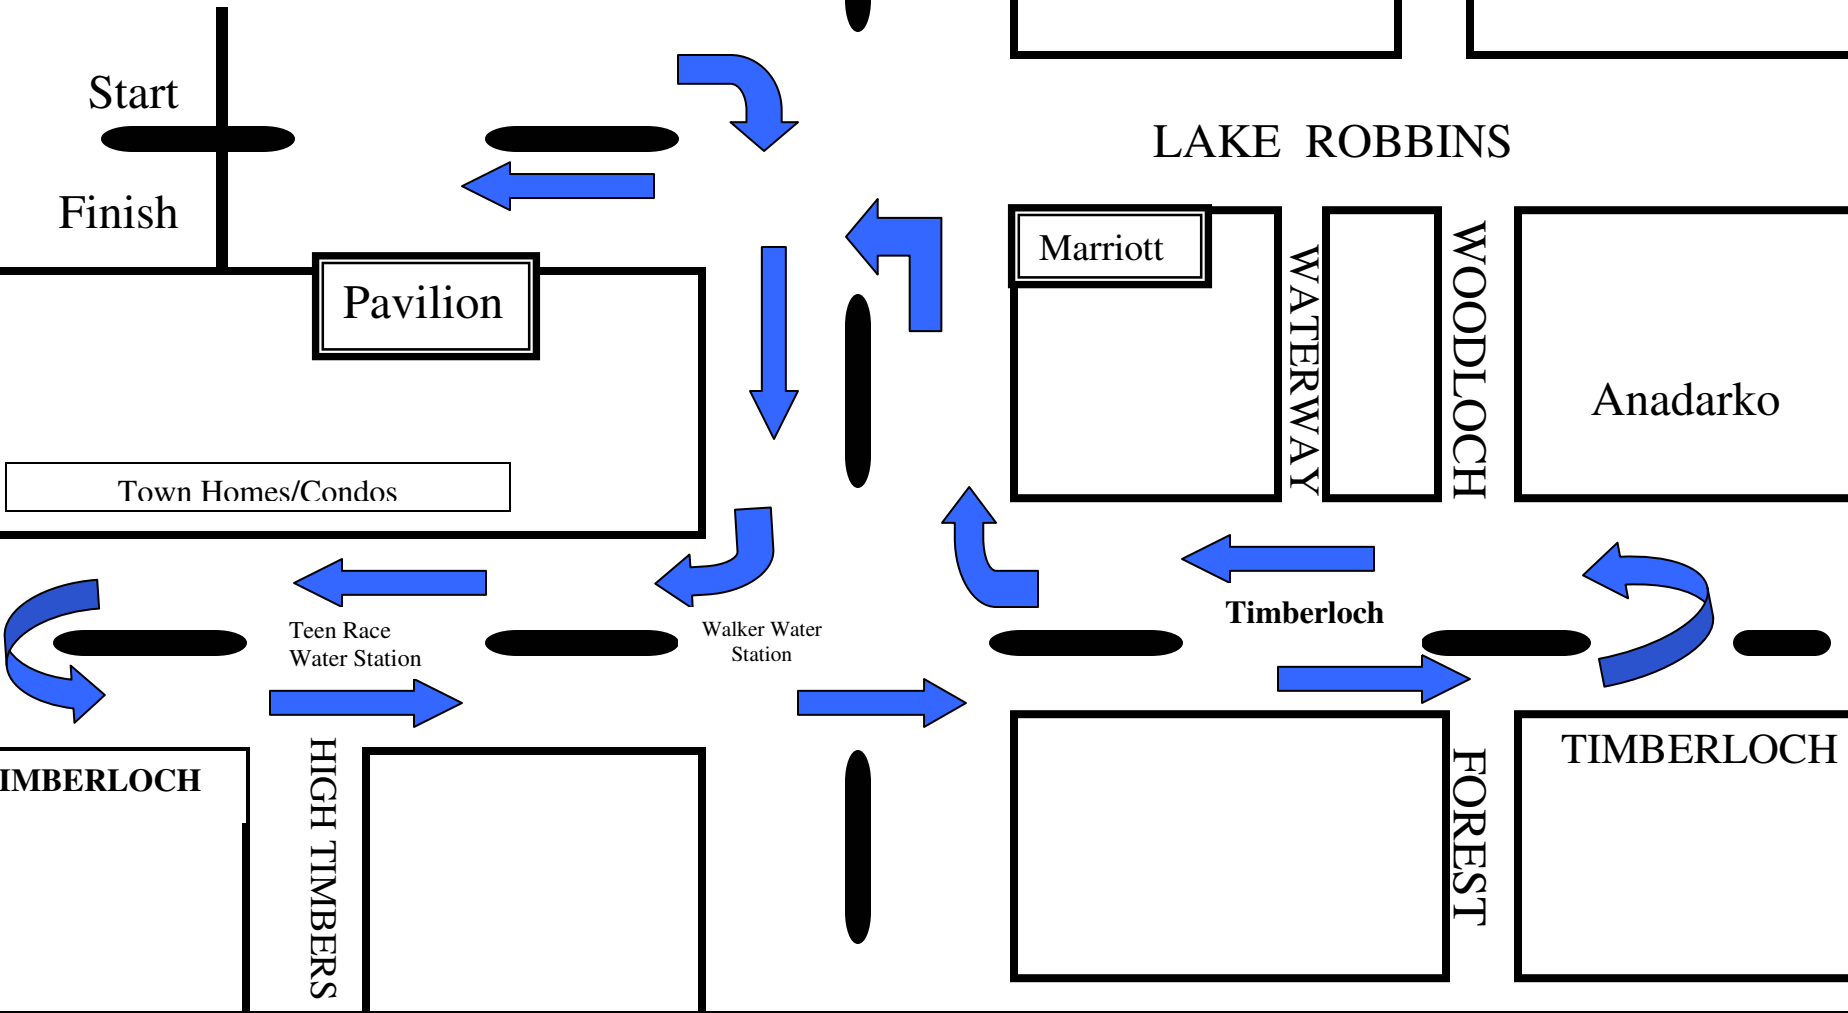 Start
LAKE ROBBINS
Finish
Marriott
WATERWAY
WOODLOCH
Pavilion
Anadarko
Town Homes/Condos
Timberloch
Teen Race
Water Station
Walker Water
Station
IMBERLOCH
HIGH TIMBERS
FOREST
TIMBERLOCH